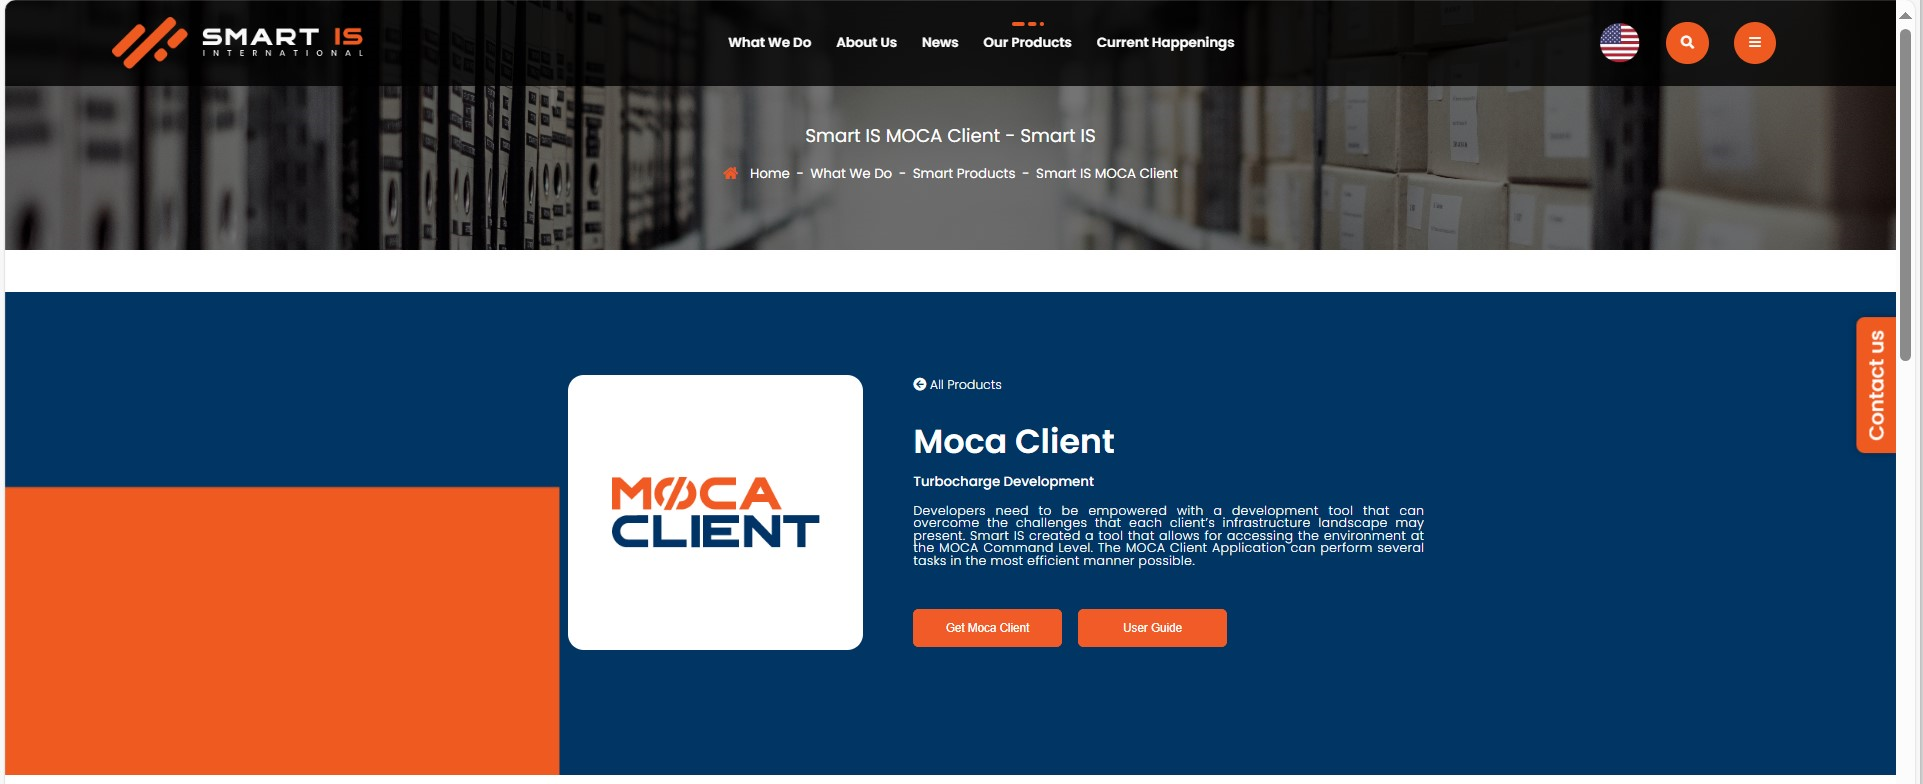 SMART IS
INTERNATIONAL
What We Do
About Us
News
Our Products
Current Happenings
Smart IS MOCA Client - Smart IS
Home - What We Do - Smart Products - Smart IS MOCA Client
Contact us
MOCA
CLIENT
All Products
Moca Client
Turbocharge Development
Developers need to be empowered with a development tool that can
overcome the challenges that each client's infrastructure landscape may
present. Smart IS created a tool that allows for accessing the environment at
the MOCA Command Level. The MOCA Client Application can perform several
tasks in the most efficient manner possible.
Get Moca Client
User Guide